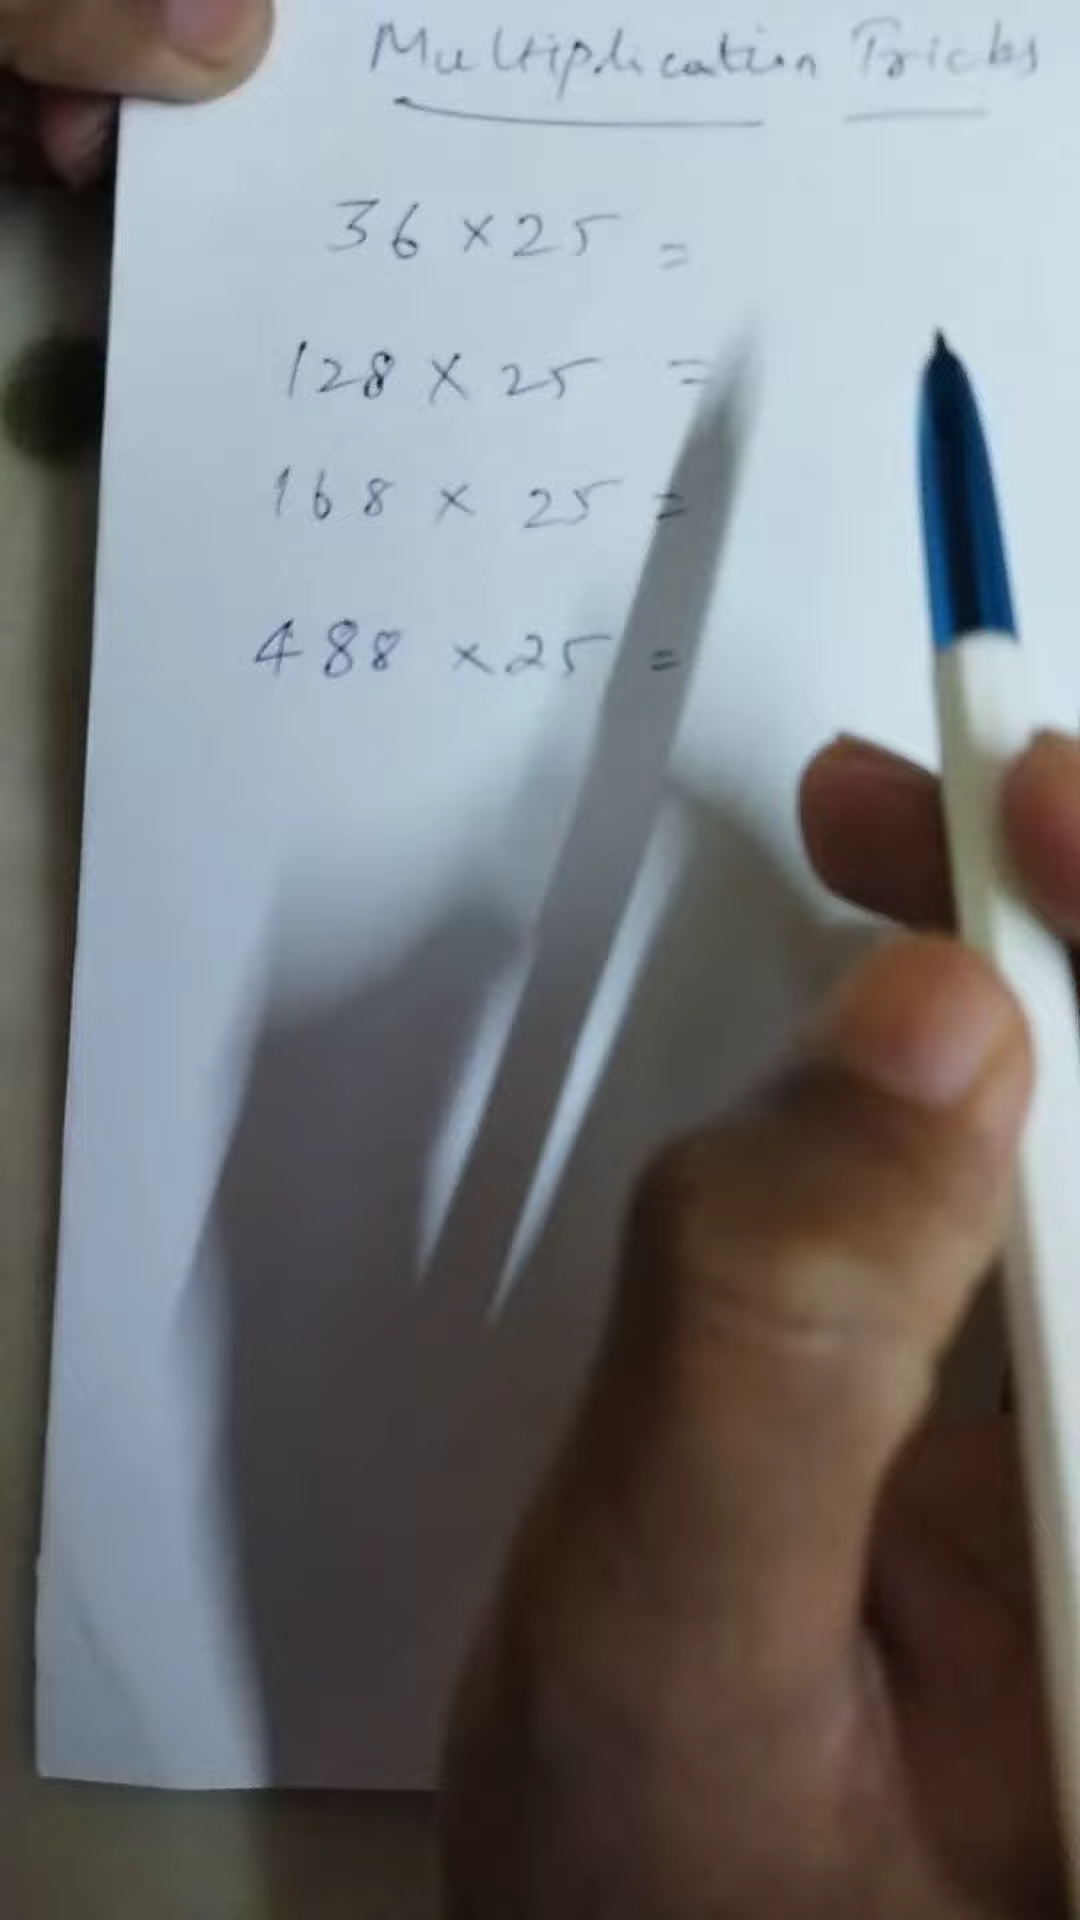 Multiplication Tricks
36 × 25 =
128 × 25 =
168 × 25 =
488 × 25 =